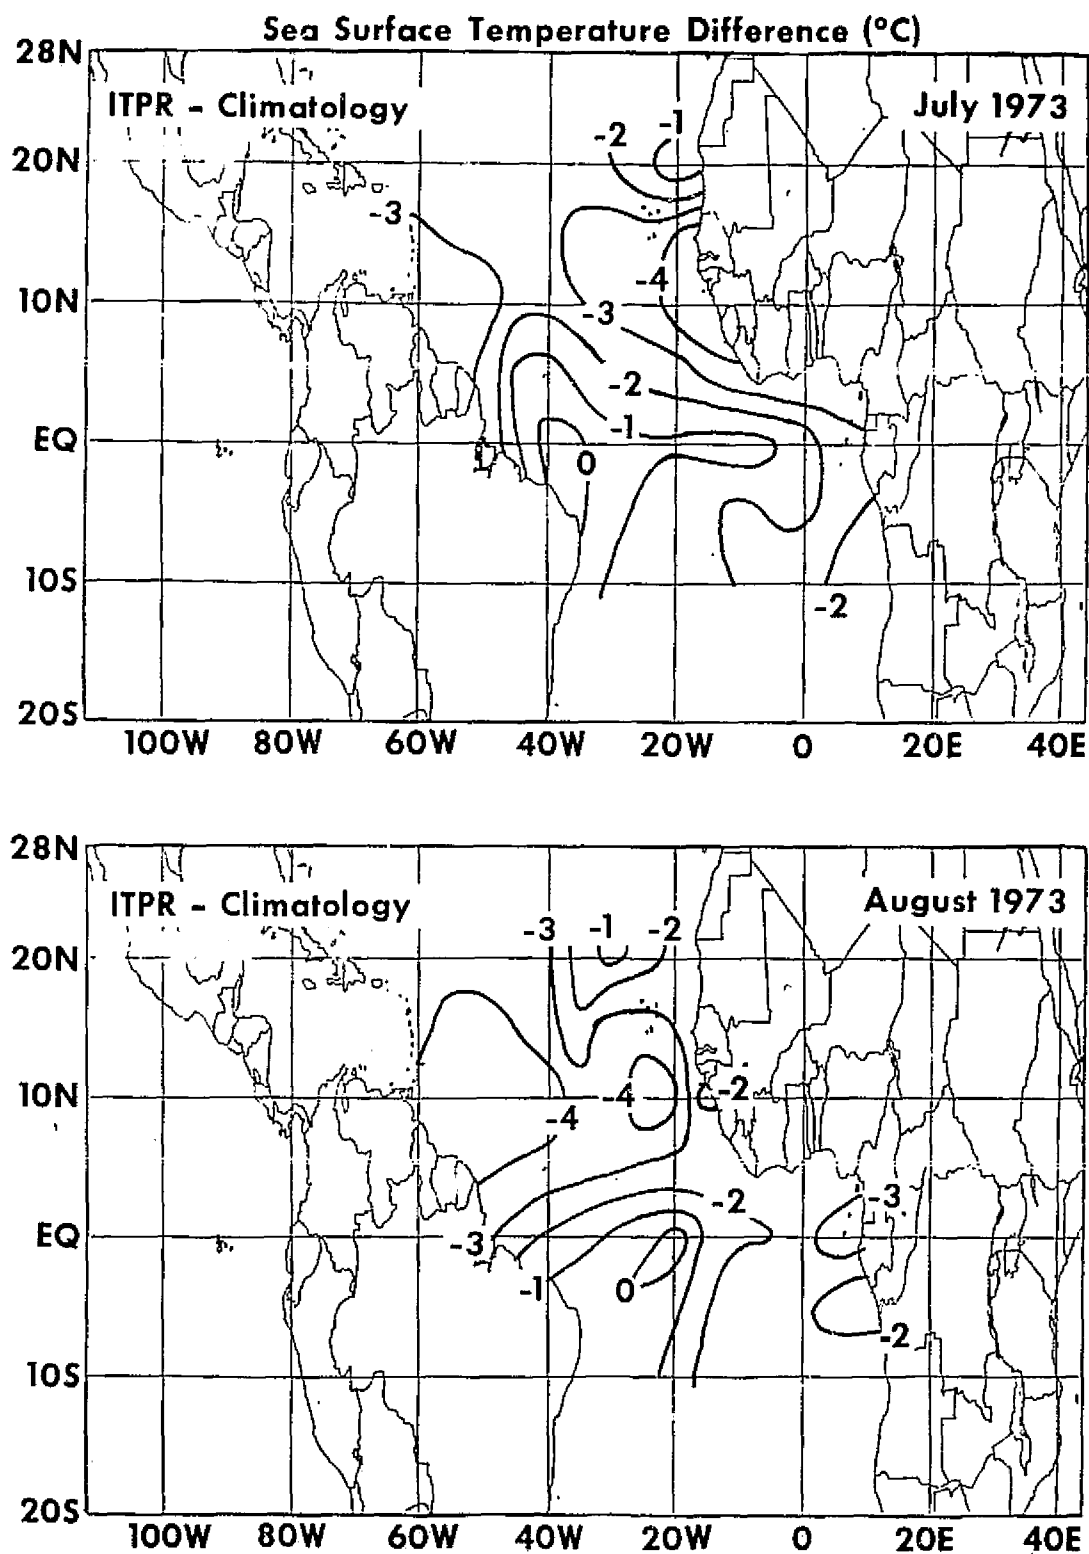 Sea Surface Temperature Difference (°C)
28N
ITPR - Climatology
July 1973
-2
-1
20N
-3
-4
10N
-3
-2
-1
EQ
0
10S
-2
20S
100W 80W 60W 40W 20W 0 20E 40E
28N
ITPR - Climatology
August 1973
-3 -1 -2
20N
10N
-4
-2
-4
-3
-2
EQ
-3
-1
0
-2
10S
20S
100W 80W 60W 40W 20W 0 20E 40E